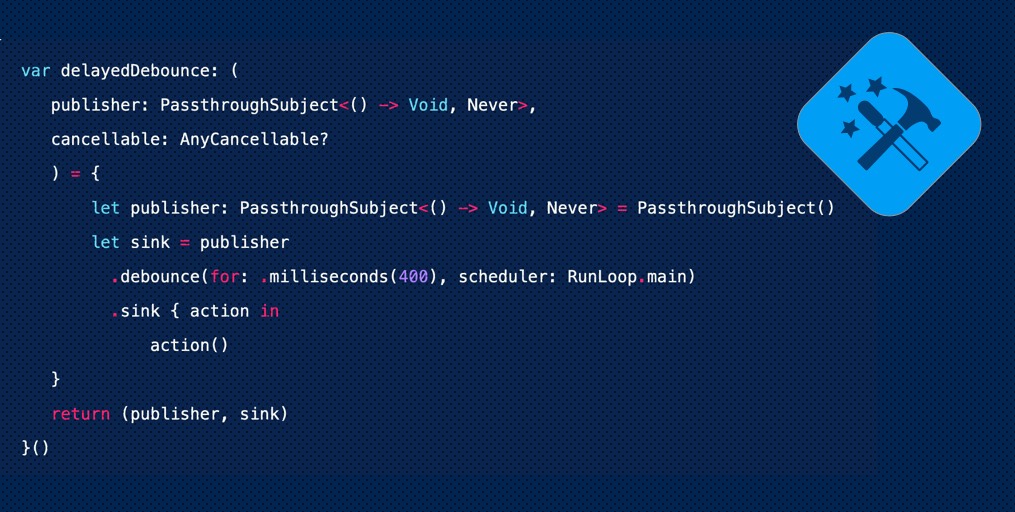 var delayedDebounce: (
publisher: PassthroughSubject<() -> Void, Never>,
cancellable: AnyCancellable?
) = {
let publisher: PassthroughSubject<() -> Void, Never> = PassthroughSubject()
let sink = publisher
.debounce(for: .milliseconds(400), scheduler: RunLoop.main)
.sink { action in
action()
}
return (publisher, sink)
}()